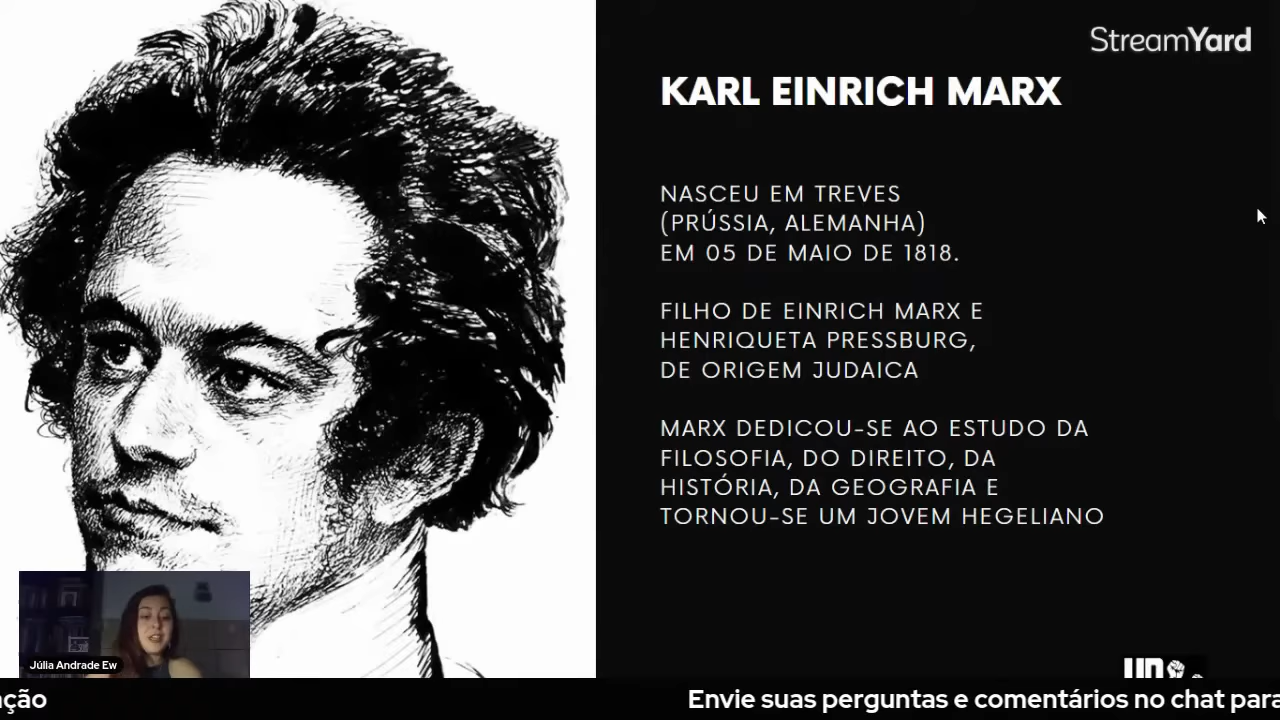 StreamYard
KARL EINRICH MARX
NASCEU EM TREVES
(PRÚSSIA, ALEMANHA)
EM 05 DE MAIO DE 1818.
FILHO DE EINRICH MARX E
HENRIQUETA PRESSBURG,
DE ORIGEM JUDAICA
MARX DEDICOU-SE AO ESTUDO DA
FILOSOFIA, DO DIREITO, DA
HISTÓRIA, DA GEOGRAFIA E
TORNOU-SE UM JOVEM HEGELIANO
Júlia Andrade Ew
ação Envie suas perguntas e comentários no chat para